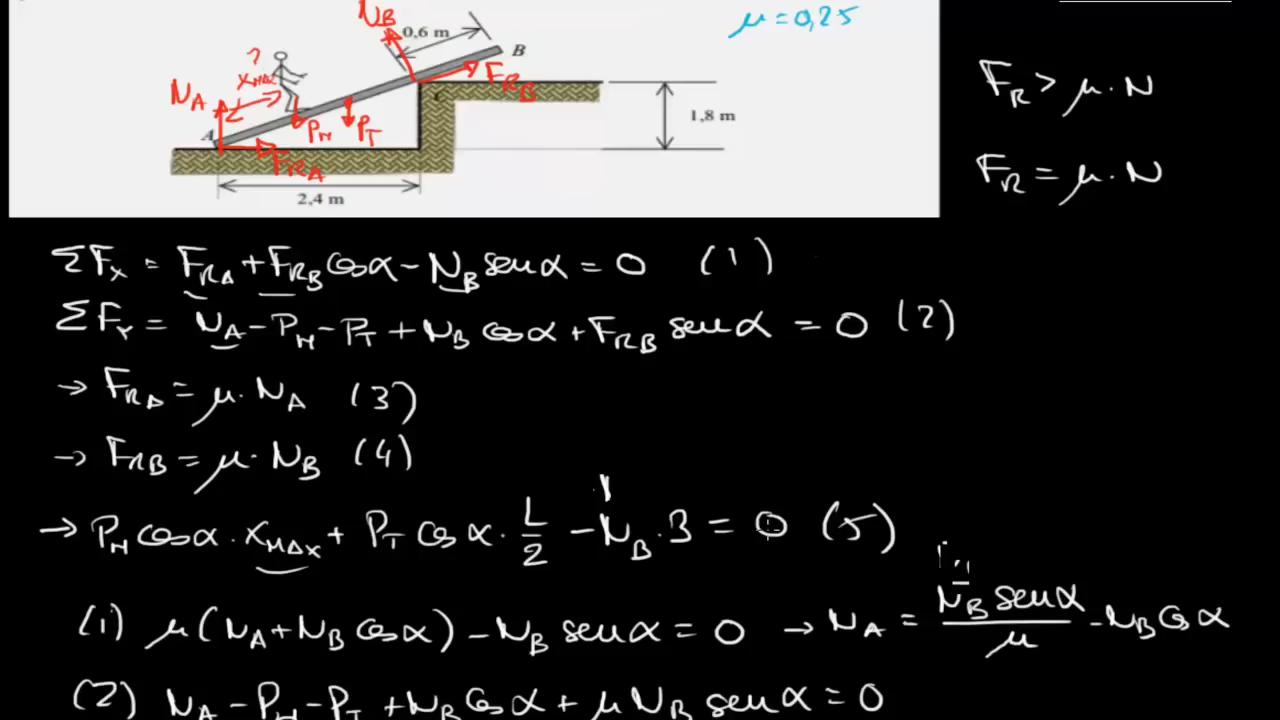 N_B
0,6 m
μ = 0,25
B
?
x_MAX
F_RB
N_A
F_R > μ · N
P_H
P_T
1,8 m
A
F_RA
F_R = μ · N
2,4 m
ΣF_X = F_RA + F_RB cos α - N_B sen α = 0 (1)
ΣF_Y = N_A - P_H - P_T + N_B cos α + F_RB sen α = 0 (2)
→ F_RA = μ · N_A (3)
→ F_RB = μ · N_B (4)
→ P_H cos α · x_MAX + P_T cos α · L/2 - N_B · B = 0 (5)
(1) μ(N_A + N_B cos α) - N_B sen α = 0 → N_A = N_B sen α / μ - N_B cos α
(2) N_A - P_H - P_T + N_B cos α + μ N_B sen α = 0